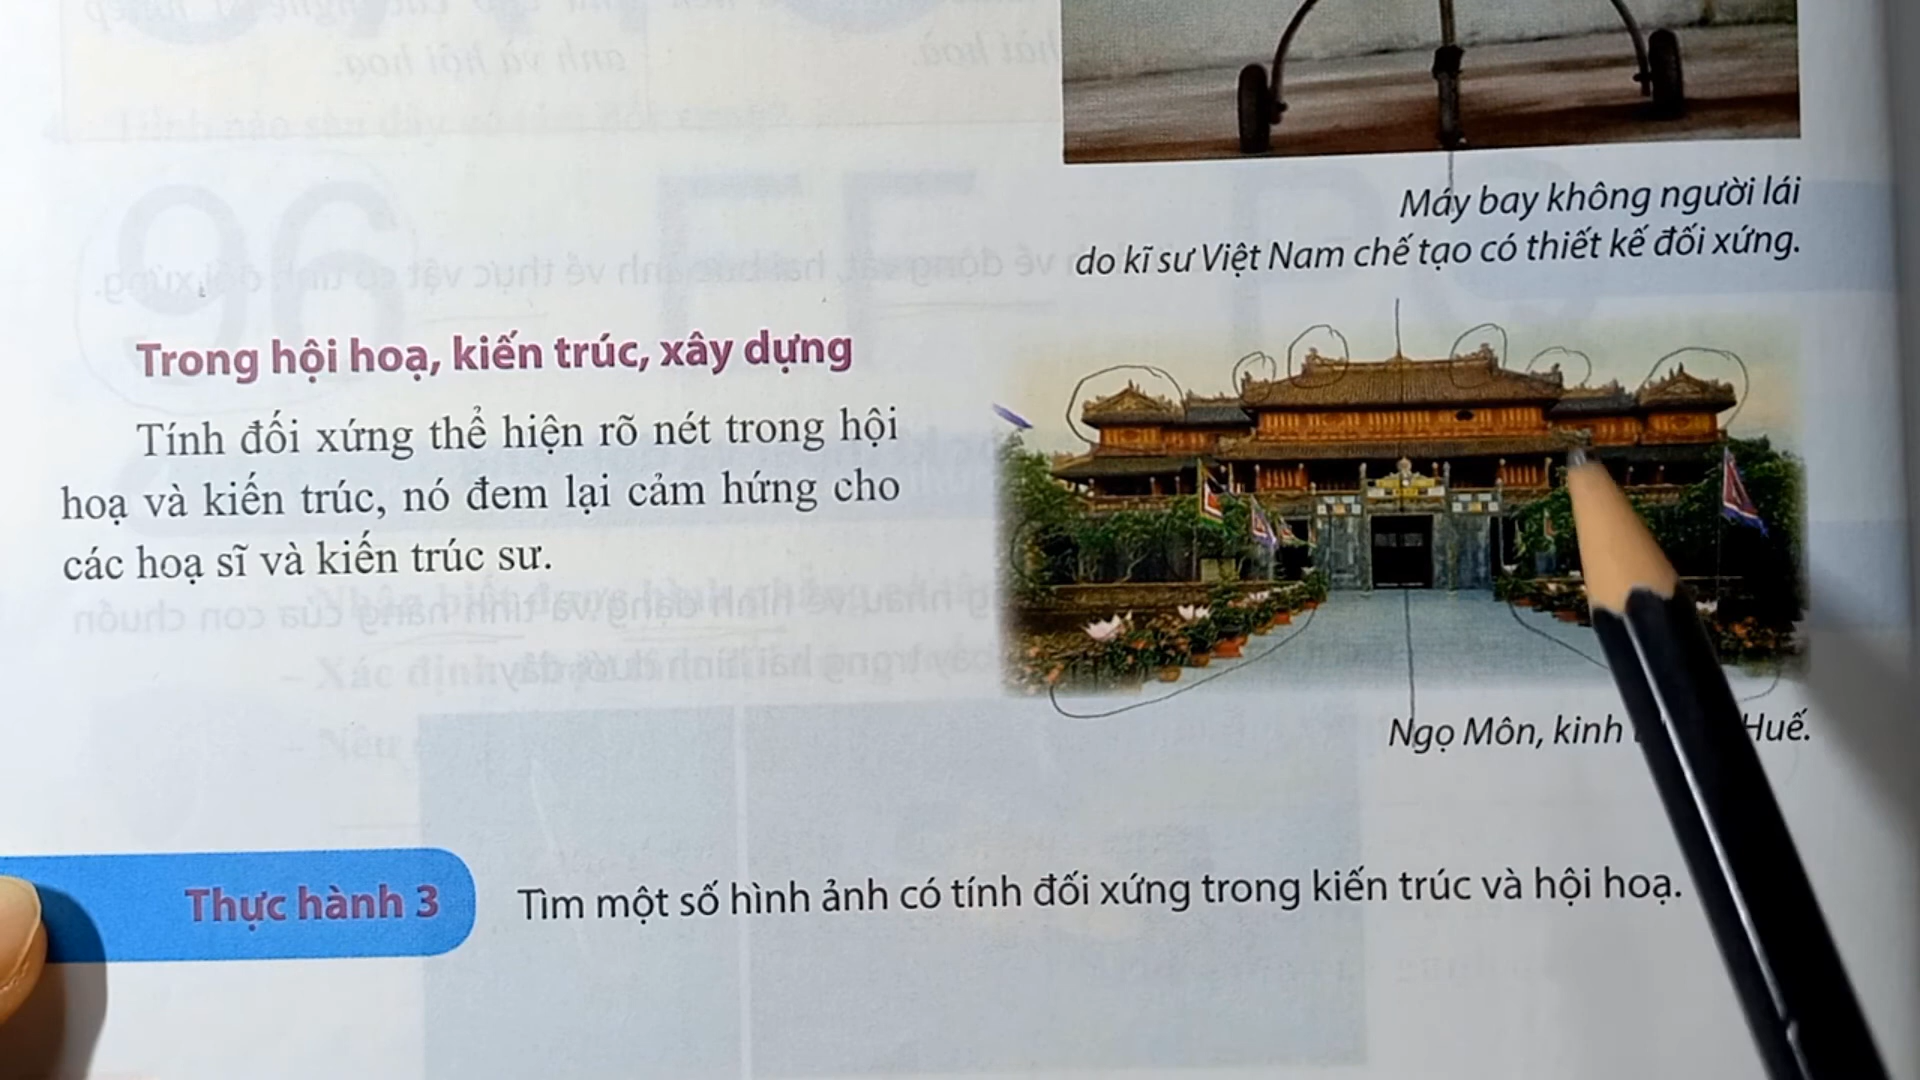 Máy bay không người lái
do kĩ sư Việt Nam chế tạo có thiết kế đối xứng.
Trong hội hoạ, kiến trúc, xây dựng
Tính đối xứng thể hiện rõ nét trong hội
hoạ và kiến trúc, nó đem lại cảm hứng cho
các hoạ sĩ và kiến trúc sư.
Ngọ Môn, kinh Huế.
Thực hành 3 Tìm một số hình ảnh có tính đối xứng trong kiến trúc và hội hoạ.